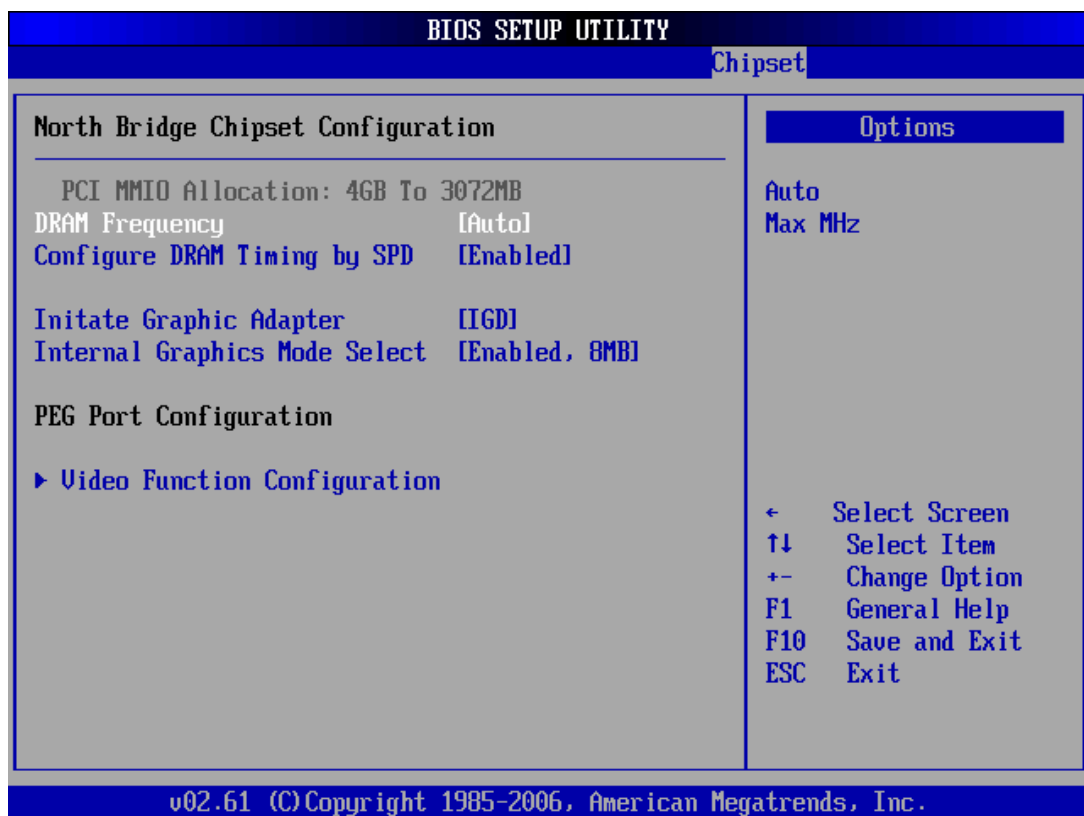 BIOS SETUP UTILITY
Chipset
North Bridge Chipset Configuration
PCI MMIO Allocation: 4GB To 3072MB
DRAM Frequency [Auto]
Configure DRAM Timing by SPD [Enabled]
Initate Graphic Adapter [IGD]
Internal Graphics Mode Select [Enabled, 8MB]
PEG Port Configuration
▶ Video Function Configuration
Options
Auto
Max MHz
← Select Screen
↑↓ Select Item
+- Change Option
F1 General Help
F10 Save and Exit
ESC Exit
v02.61 (C)Copyright 1985-2006, American Megatrends, Inc.